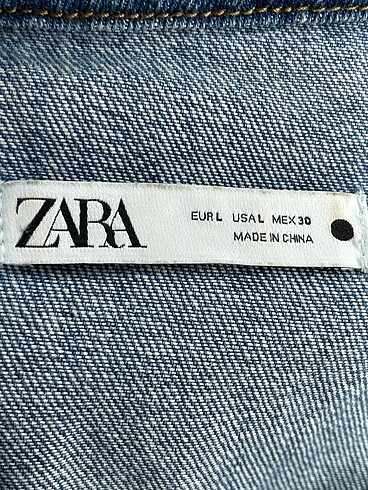 ZARA
EUR L USA L MEX 30
MADE IN CHINA